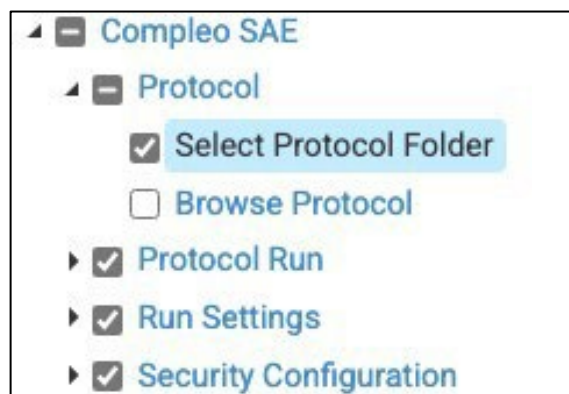 Compleo SAE
Protocol
Select Protocol Folder
Browse Protocol
Protocol Run
Run Settings
Security Configuration